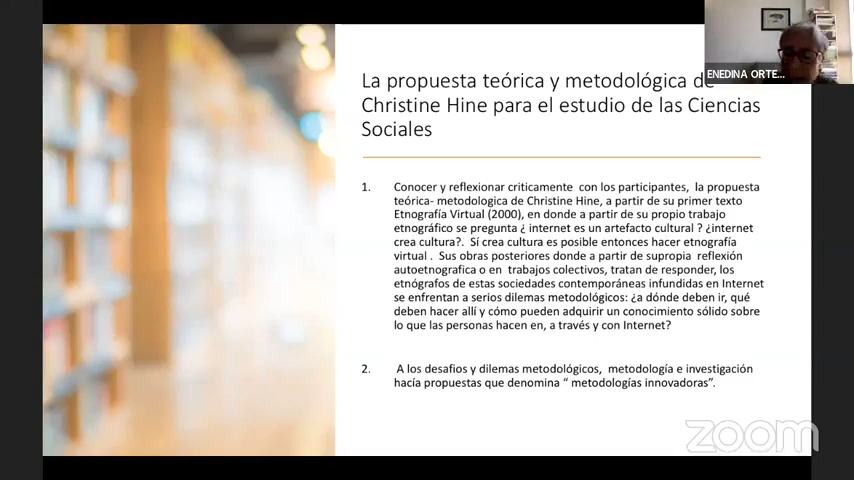 ENEDINA ORTE...
La propuesta teórica y metodológica de
Christine Hine para el estudio de las Ciencias
Sociales
1. Conocer y reflexionar criticamente con los participantes, la propuesta
teórica- metodologica de Christine Hine, a partir de su primer texto
Etnografía Virtual (2000), en donde a partir de su propio trabajo
etnográfico se pregunta ¿ internet es un artefacto cultural ? ¿internet
crea cultura?. Sí crea cultura es posible entonces hacer etnografía
virtual . Sus obras posteriores donde a partir de supropia reflexión
autoetnografica o en trabajos colectivos, tratan de responder, los
etnógrafos de estas sociedades contemporáneas infundidas en Internet
se enfrentan a serios dilemas metodológicos: ¿a dónde deben ir, qué
deben hacer allí y cómo pueden adquirir un conocimiento sólido sobre
lo que las personas hacen en, a través y con Internet?
2. A los desafios y dilemas metodológicos, metodología e investigación
hacía propuestas que denomina “ metodologías innovadoras”.
zoom